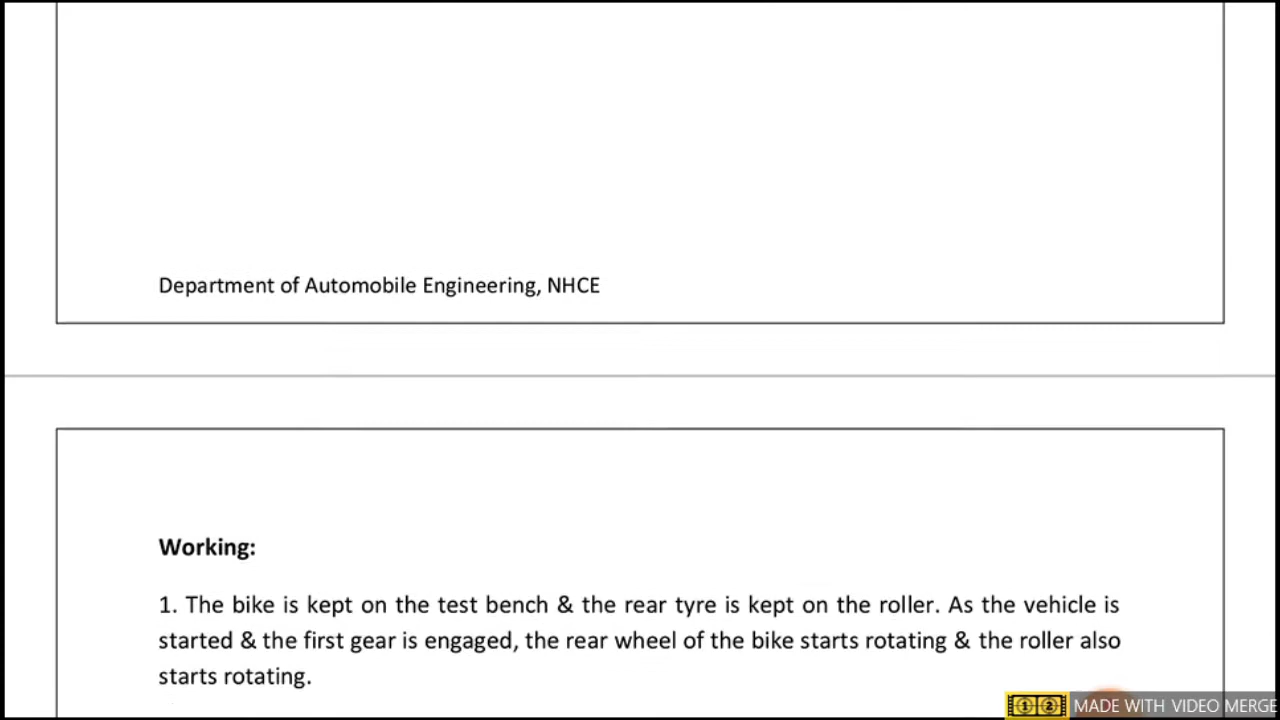 Department of Automobile Engineering, NHCE
Working:
1. The bike is kept on the test bench & the rear tyre is kept on the roller. As the vehicle is
started & the first gear is engaged, the rear wheel of the bike starts rotating & the roller also
starts rotating.
1 2 MADE WITH VIDEO MERGE